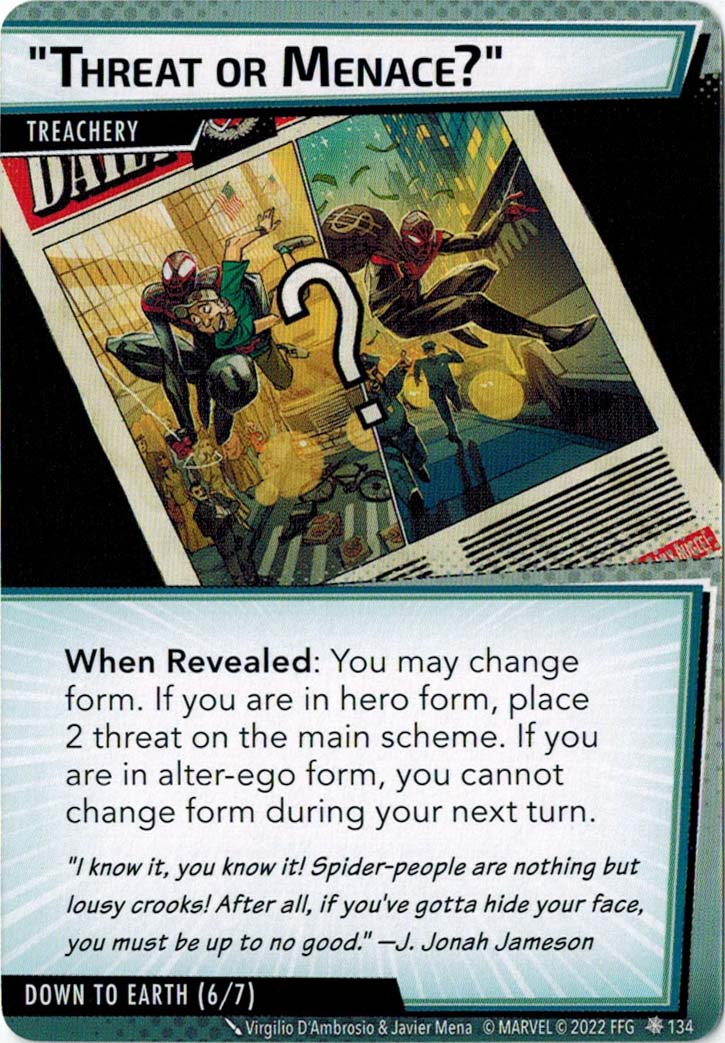 "THREAT OR MENACE?"
TREACHERY
DAILY
When Revealed: You may change
form. If you are in hero form, place
2 threat on the main scheme. If you
are in alter-ego form, you cannot
change form during your next turn.
"I know it, you know it! Spider-people are nothing but
lousy crooks! After all, if you've gotta hide your face,
you must be up to no good." —J. Jonah Jameson
DOWN TO EARTH (6/7)
Virgilio D'Ambrosio & Javier Mena © MARVEL © 2022 FFG 134